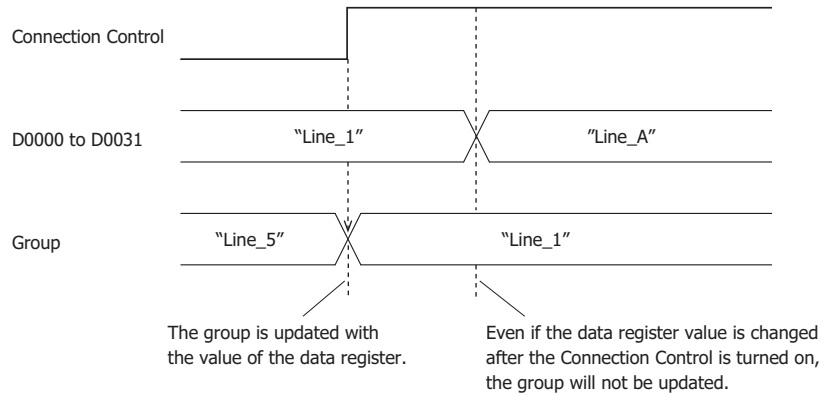 Connection Control
D0000 to D0031
“Line_1”
”Line_A”
Group
“Line_5”
“Line_1”
The group is updated with
the value of the data register.
Even if the data register value is changed
after the Connection Control is turned on,
the group will not be updated.